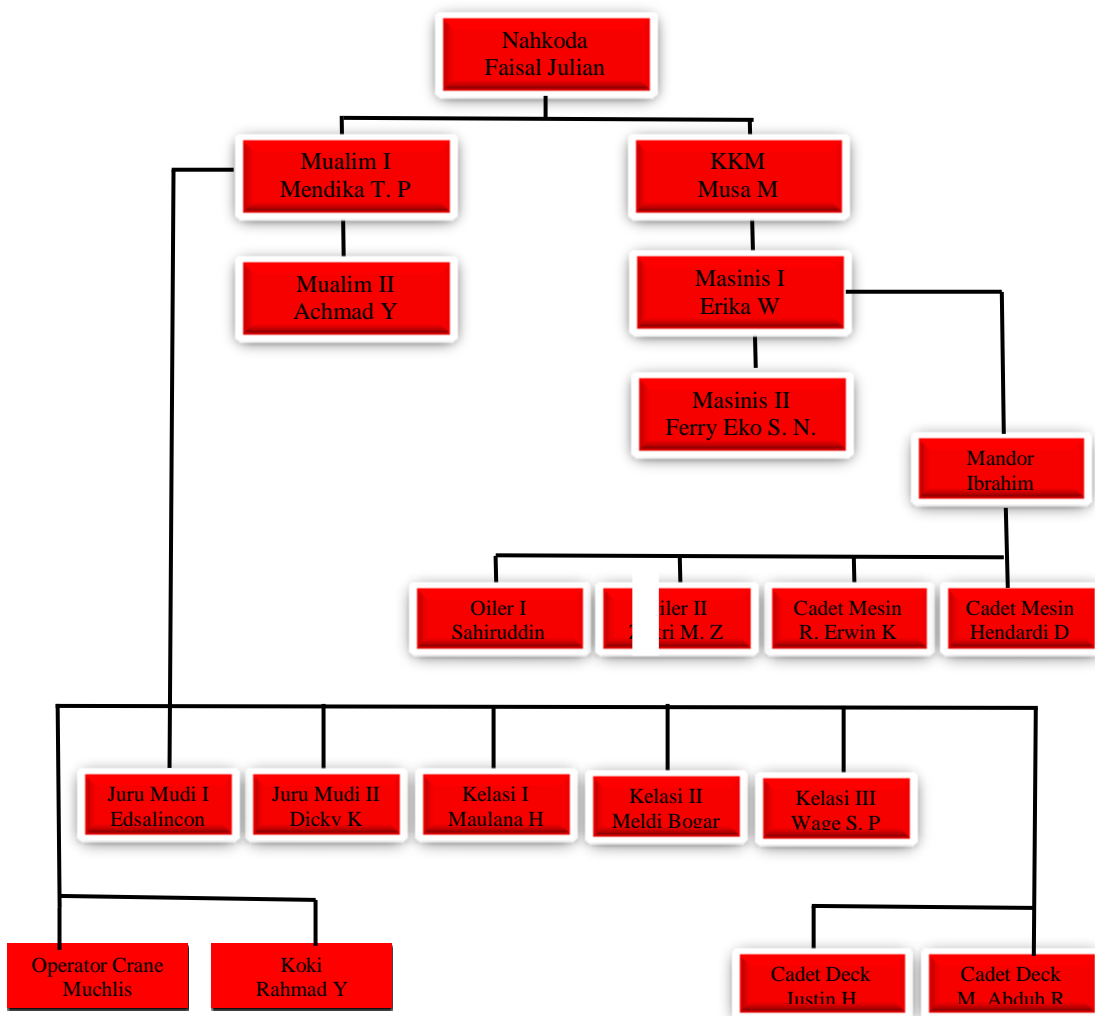 Nahkoda
Faisal Julian
Mualim I
Mendika T. P
KKM
Musa M
Mualim II
Achmad Y
Masinis I
Erika W
Masinis II
Ferry Eko S. N.
Mandor
Ibrahim
Oiler I
Sahiruddin
II
M. Z
Cadet Mesin
R. Erwin K
Cadet Mesin
Hendardi D
Juru Mudi I
Edsalincon
Juru Mudi II
Dicky K
Kelasi I
Maulana H
Kelasi II
Meldi Bogar
Kelasi III
Wage S. P
Operator Crane
Muchlis
Koki
Rahmad Y
Cadet Deck
Justin H
Cadet Deck
M. Abduh R